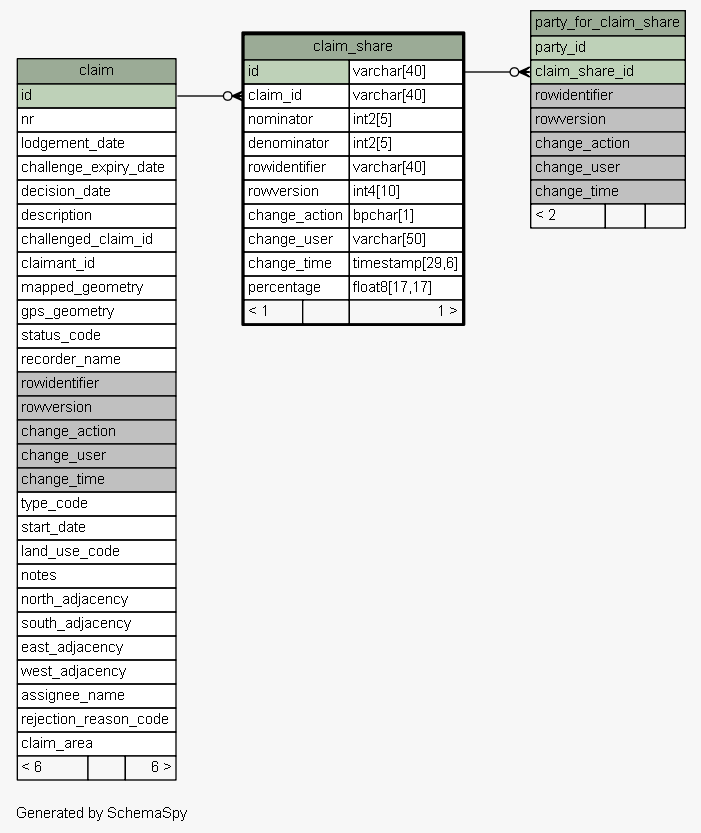 claim
id
nr
lodgement_date
challenge_expiry_date
decision_date
description
challenged_claim_id
claimant_id
mapped_geometry
gps_geometry
status_code
recorder_name
rowidentifier
rowversion
change_action
change_user
change_time
type_code
start_date
land_use_code
notes
north_adjacency
south_adjacency
east_adjacency
west_adjacency
assignee_name
rejection_reason_code
claim_area
< 6 6 >
claim_share
id varchar[40]
claim_id varchar[40]
nominator int2[5]
denominator int2[5]
rowidentifier varchar[40]
rowversion int4[10]
change_action bpchar[1]
change_user varchar[50]
change_time timestamp[29,6]
percentage float8[17,17]
< 1 1 >
party_for_claim_share
party_id
claim_share_id
rowidentifier
rowversion
change_action
change_user
change_time
< 2
Generated by SchemaSpy